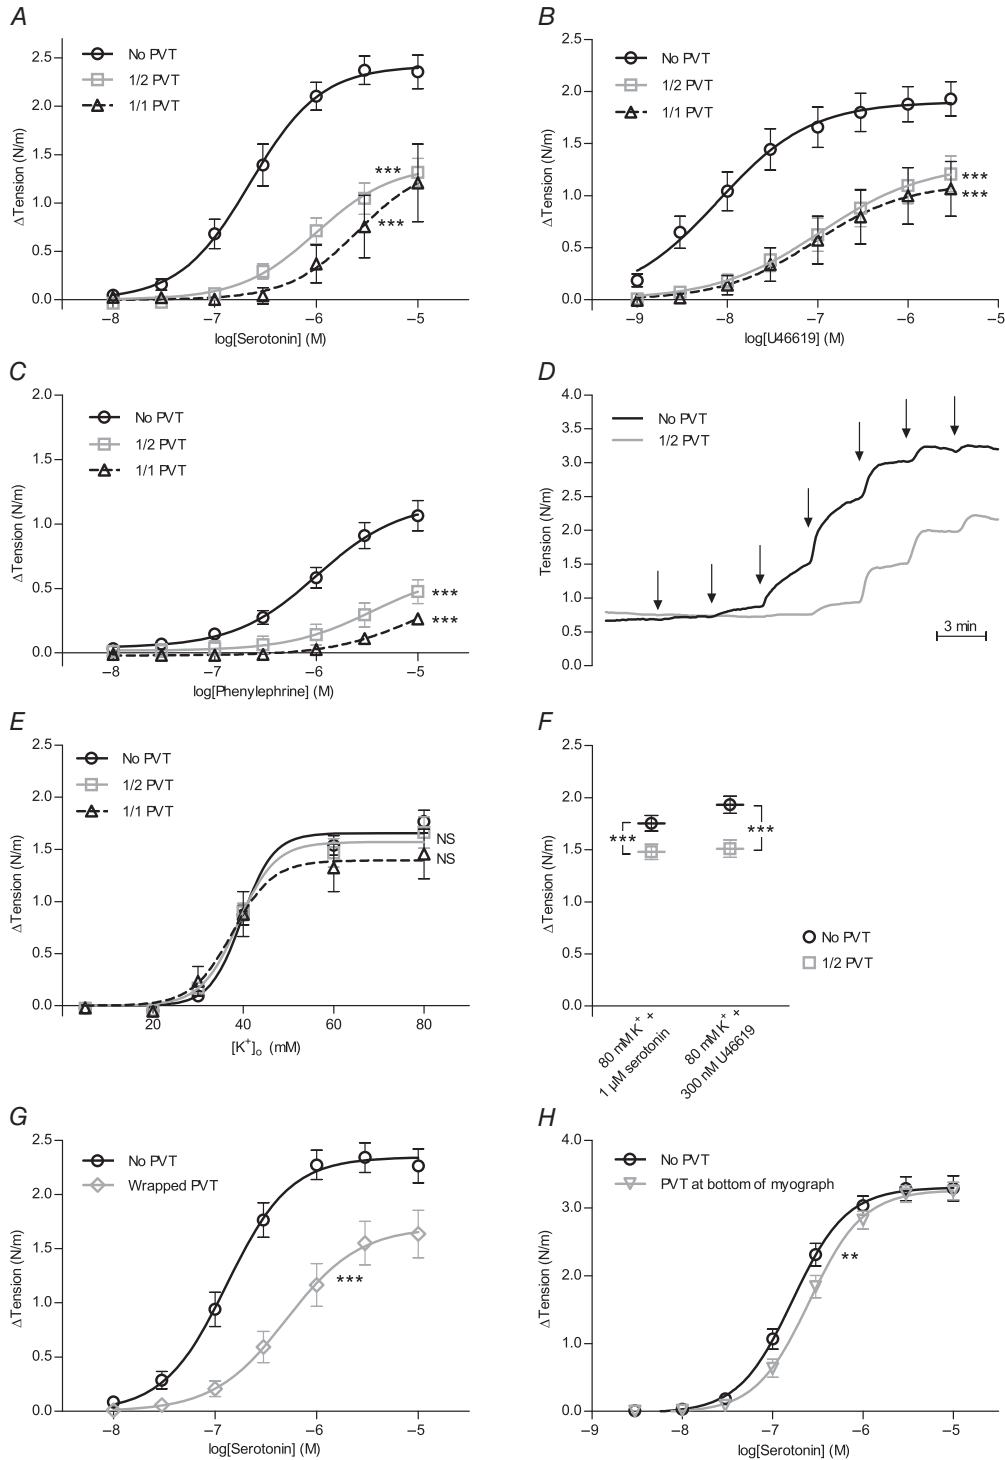 A
No PVT
1/2 PVT
1/1 PVT
2.5
2.0
1.5
1.0
0.5
0.0
ΔTension (N/m)
***
***
–8
–7
–6
–5
log[Serotonin] (M)
B
No PVT
1/2 PVT
1/1 PVT
2.5
2.0
1.5
1.0
0.5
0.0
ΔTension (N/m)
***
***
–9
–8
–7
–6
–5
log[U46619] (M)
C
No PVT
1/2 PVT
1/1 PVT
2.0
1.5
1.0
0.5
0.0
ΔTension (N/m)
***
***
–8
–7
–6
–5
log[Phenylephrine] (M)
D
No PVT
1/2 PVT
4.0
3.5
3.0
2.5
2.0
1.5
1.0
0.5
0.0
Tension (N/m)
3 min
E
No PVT
1/2 PVT
1/1 PVT
2.5
2.0
1.5
1.0
0.5
0.0
ΔTension (N/m)
NS
NS
20
40
60
80
[K⁺]ₒ (mM)
F
2.5
2.0
1.5
1.0
0.5
0.0
ΔTension (N/m)
***
***
No PVT
1/2 PVT
80 mM K⁺ +
1 μM serotonin
80 mM K⁺ +
300 nM U46619
G
No PVT
Wrapped PVT
2.5
2.0
1.5
1.0
0.5
0.0
ΔTension (N/m)
***
–8
–7
–6
–5
log[Serotonin] (M)
H
No PVT
PVT at bottom of myograph
4.0
3.0
2.0
1.0
0.0
ΔTension (N/m)
**
–9
–8
–7
–6
–5
log[Serotonin] (M)